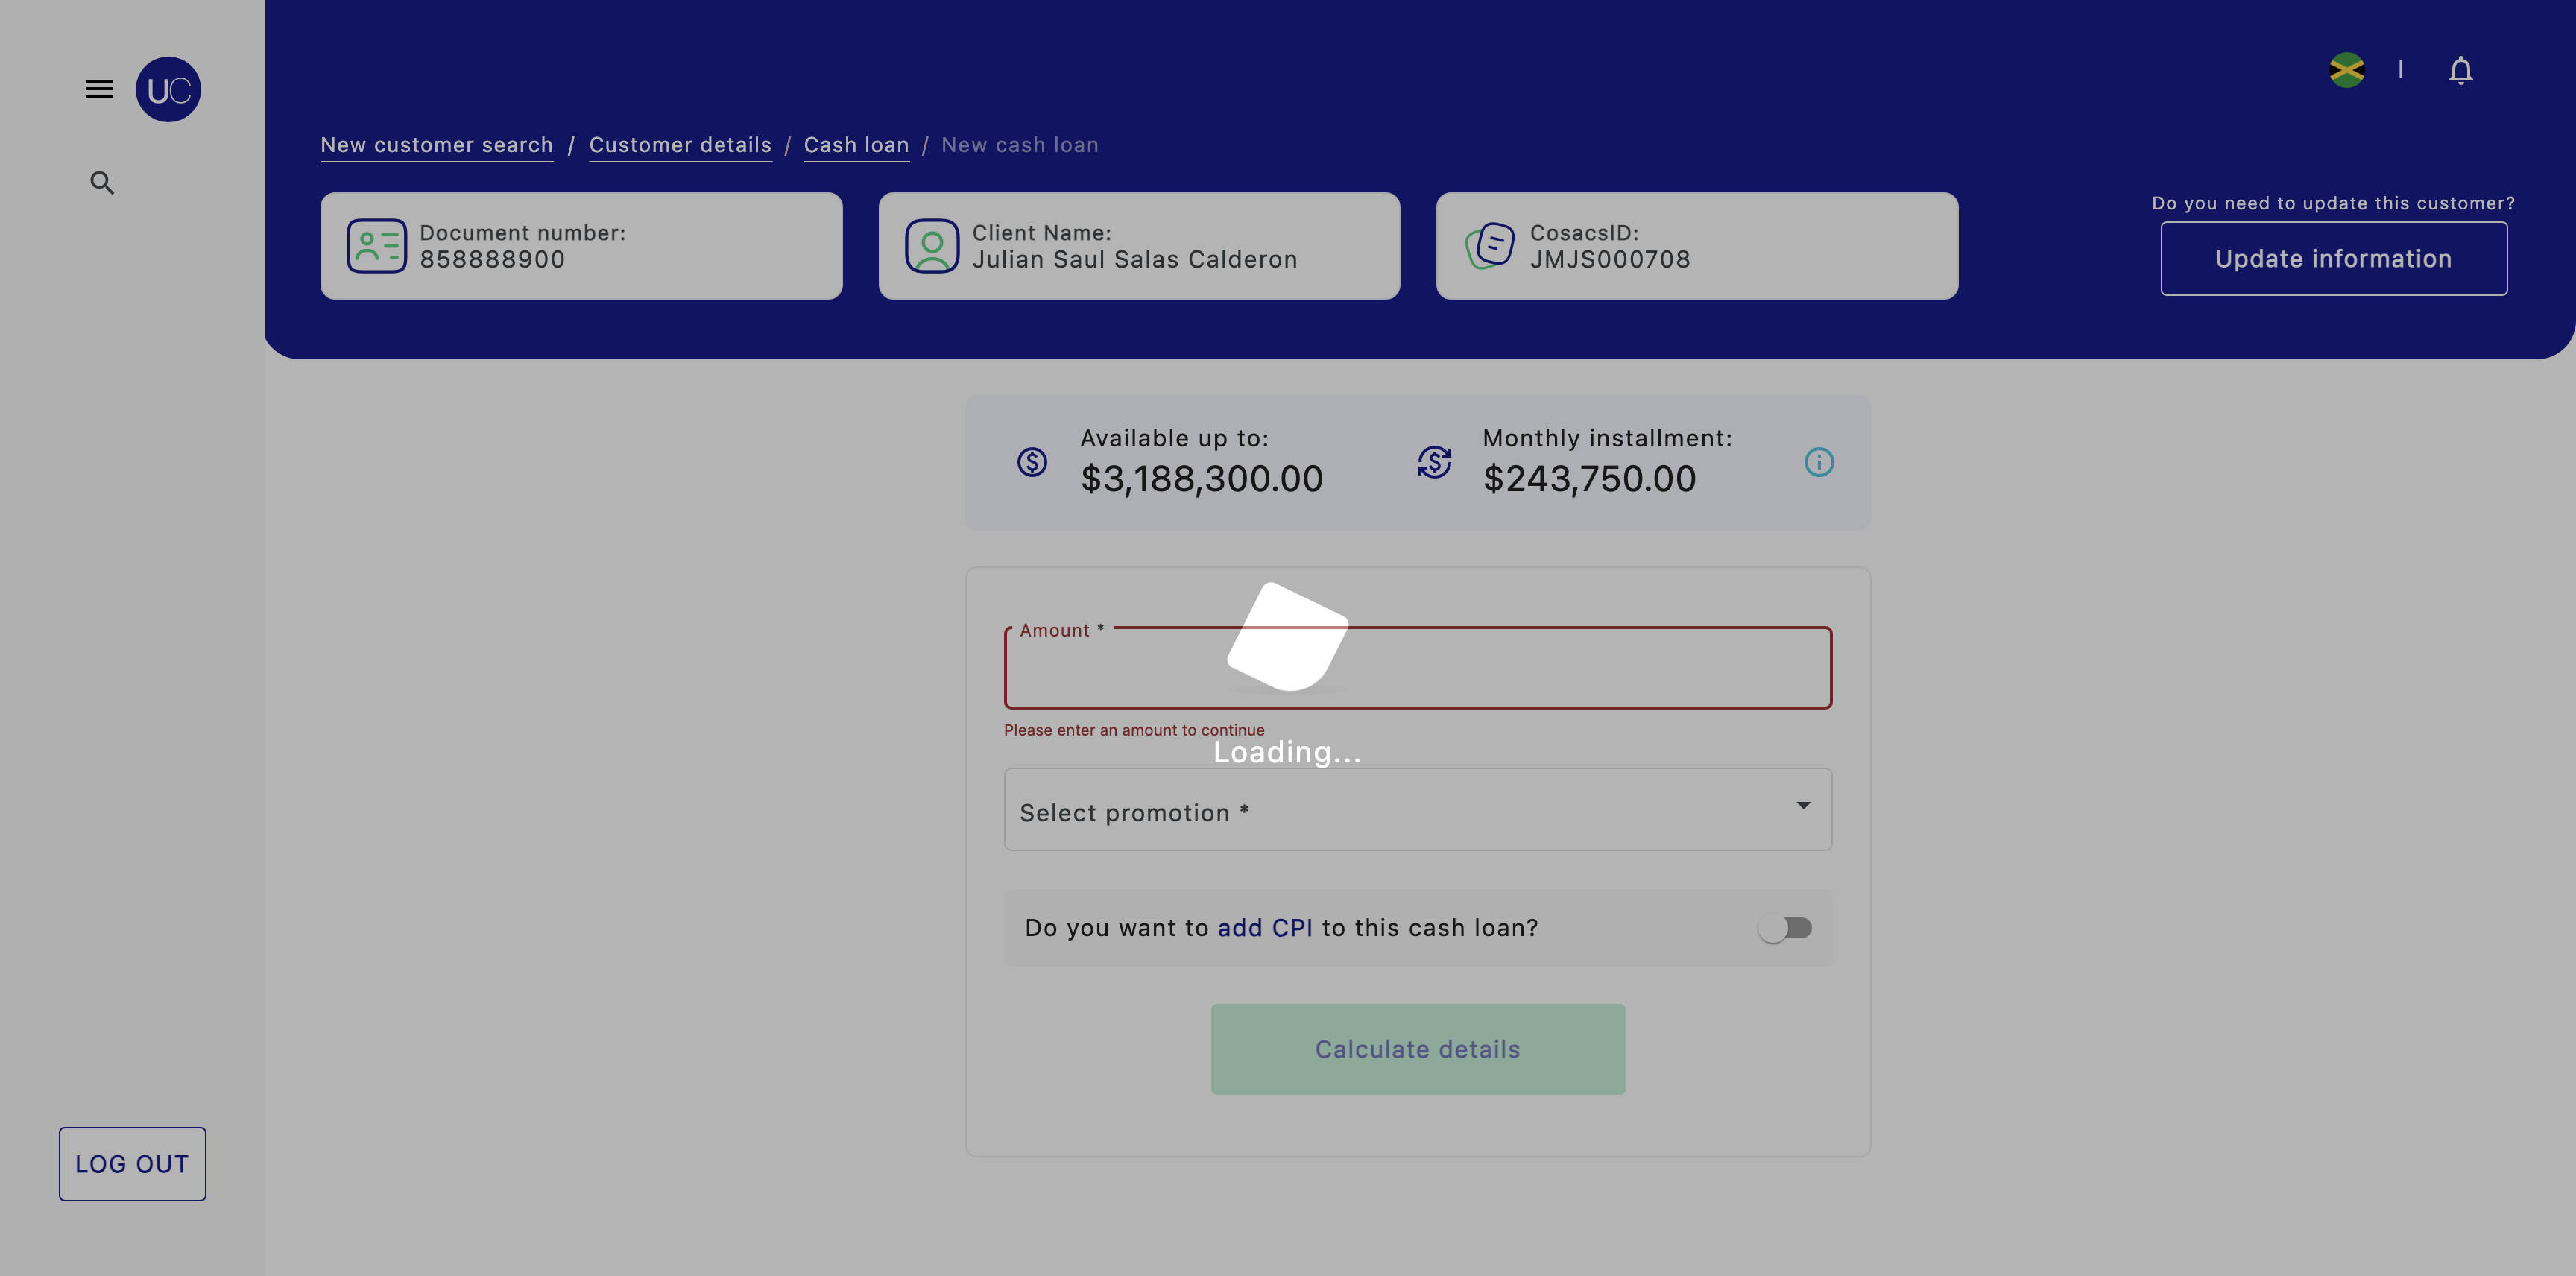 UC
New customer search / Customer details / Cash loan / New cash loan
Document number:
858888900
Client Name:
Julian Saul Salas Calderon
CosacsID:
JMJS000708
Do you need to update this customer?
Update information
Available up to:
$3,188,300.00
Monthly installment:
$243,750.00
Amount *
Please enter an amount to continue
Loading...
Select promotion *
Do you want to add CPI to this cash loan?
Calculate details
LOG OUT